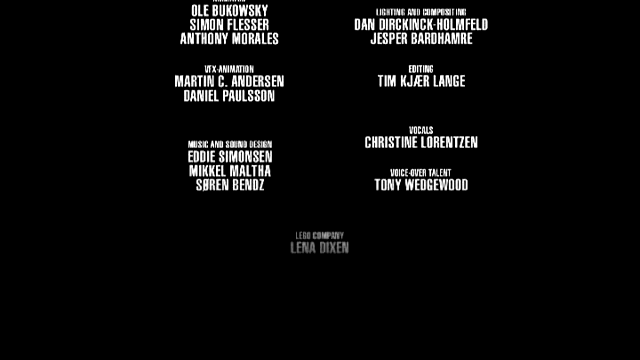 OLE BUKOWSKY
SIMON FLESSER
ANTHONY MORALES
VFX-ANIMATION
MARTIN C. ANDERSEN
DANIEL PAULSSON
MUSIC AND SOUND DESIGN
EDDIE SIMONSEN
MIKKEL MALTHA
SØREN BENDZ
LIGHTING AND COMPOSITING
DAN DIRCKINCK-HOLMFELD
JESPER BARDHAMRE
EDITING
TIM KJÆR LANGE
VOCALS
CHRISTINE LORENTZEN
VOICE-OVER TALENT
TONY WEDGEWOOD
LEGO COMPANY
LENA DIXEN